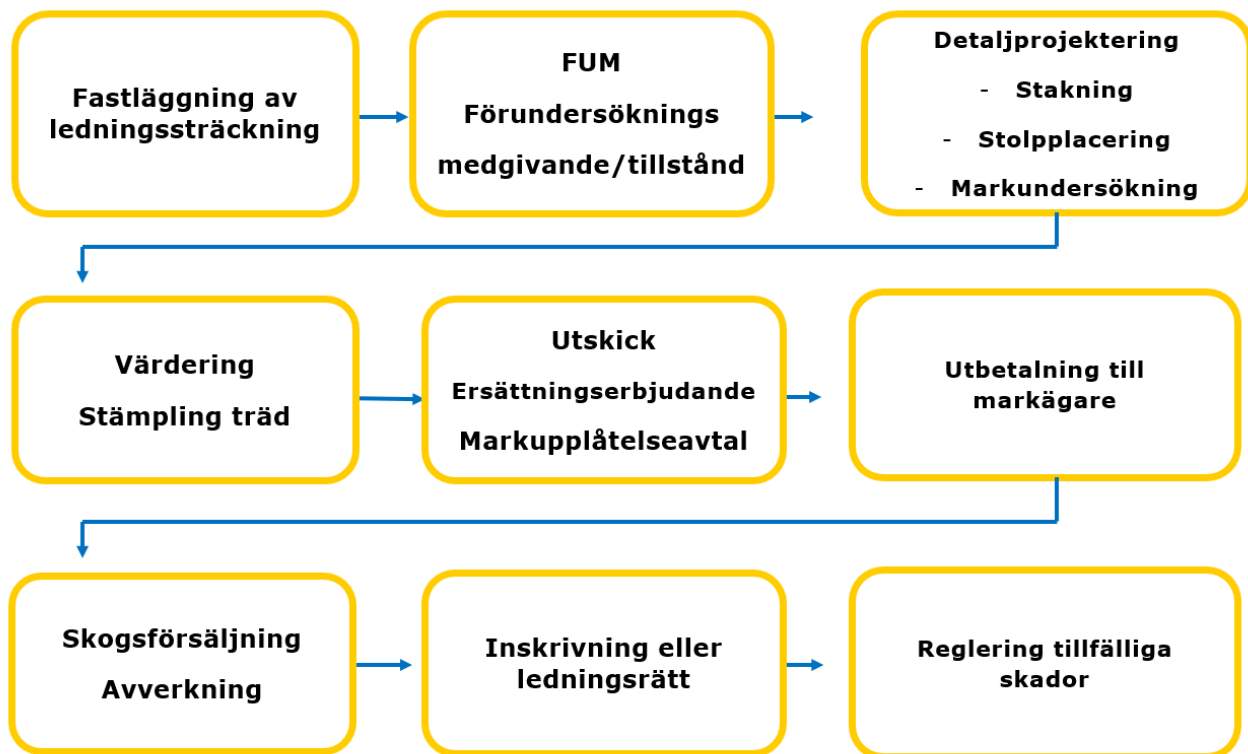 Fastläggning av
ledningssträckning
FUM
Förundersöknings
medgivande/tillstånd
Detaljprojektering
- Stakning
- Stolpplacering
- Markundersökning
Värdering
Stämpling träd
Utskick
Ersättningserbjudande
Markupplåtelseavtal
Utbetalning till
markägare
Skogsförsäljning
Avverkning
Inskrivning eller
ledningsrätt
Reglering tillfälliga
skador